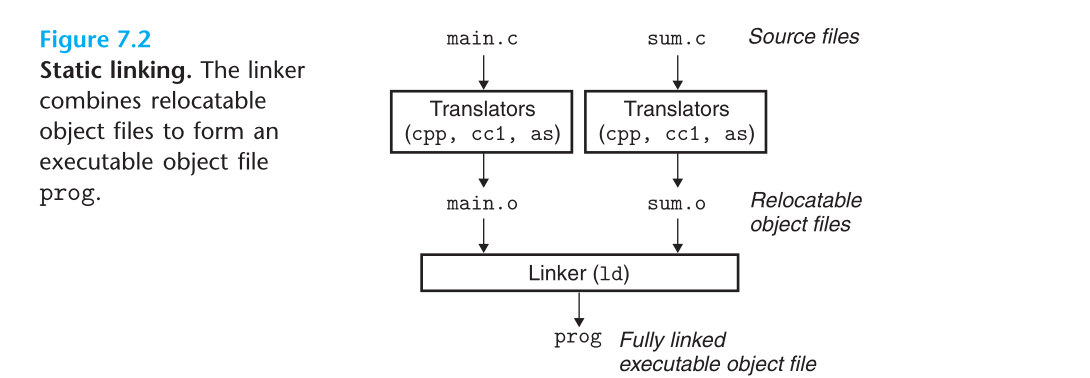 Figure 7.2
Static linking. The linker
combines relocatable
object files to form an
executable object file
prog.
main.c
sum.c
Source files
Translators
(cpp, cc1, as)
Translators
(cpp, cc1, as)
main.o
sum.o
Relocatable
object files
Linker (ld)
prog
Fully linked
executable object file